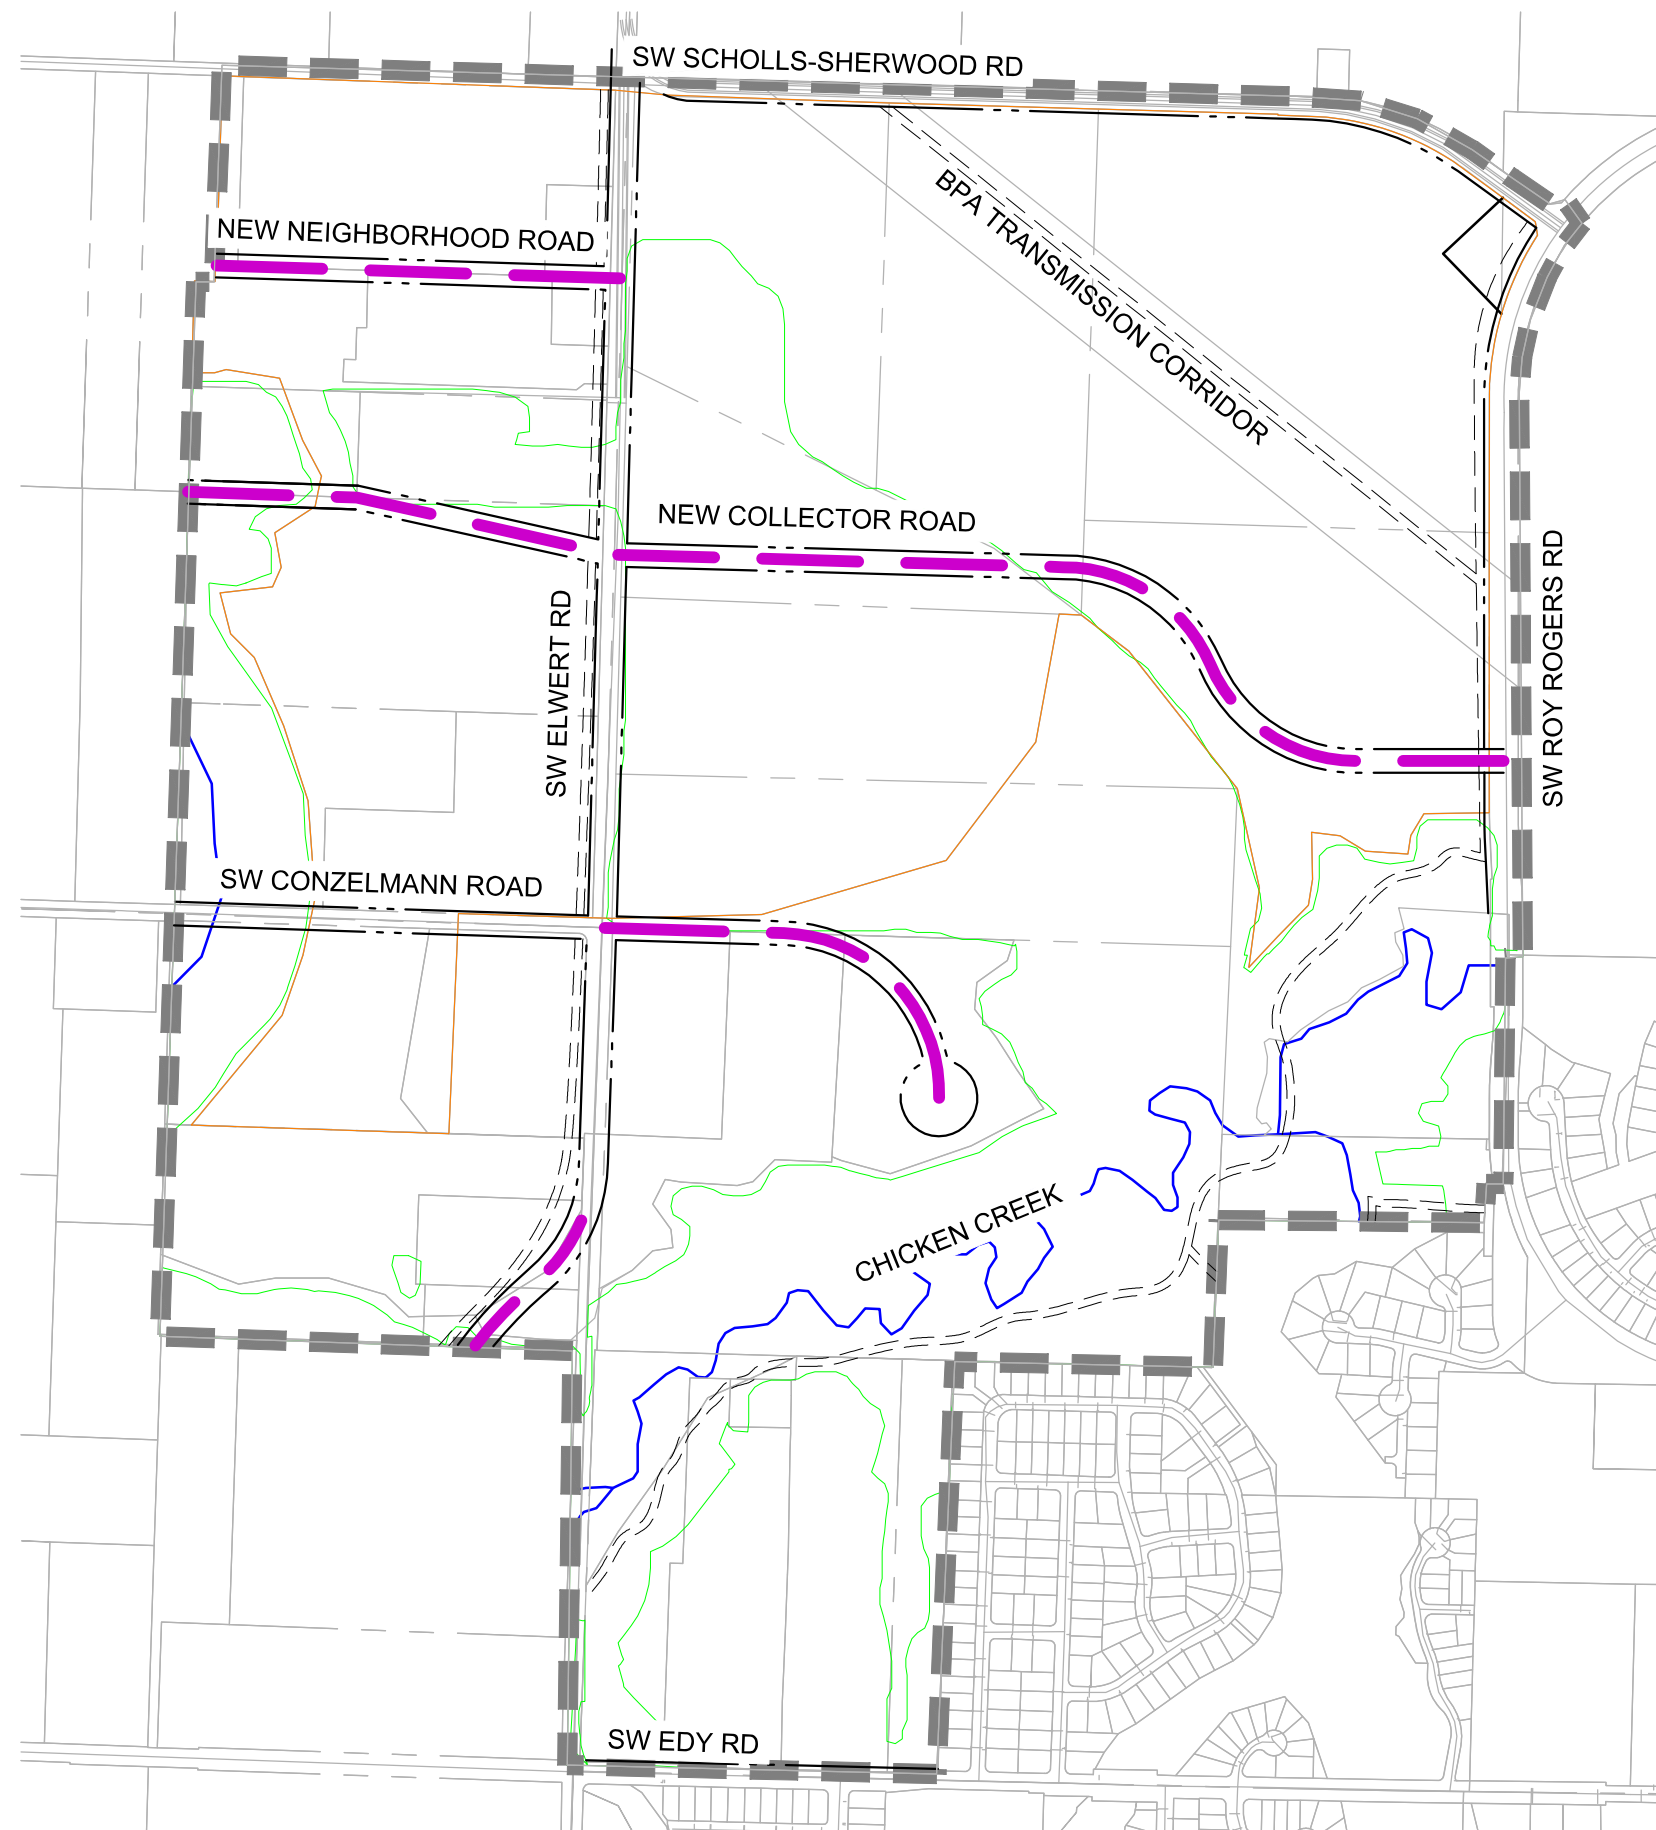 SW SCHOLLS-SHERWOOD RD
NEW NEIGHBORHOOD ROAD
BPA TRANSMISSION CORRIDOR
NEW COLLECTOR ROAD
SW ELWERT RD
SW ROY ROGERS RD
SW CONZELMANN ROAD
CHICKEN CREEK
SW EDY RD